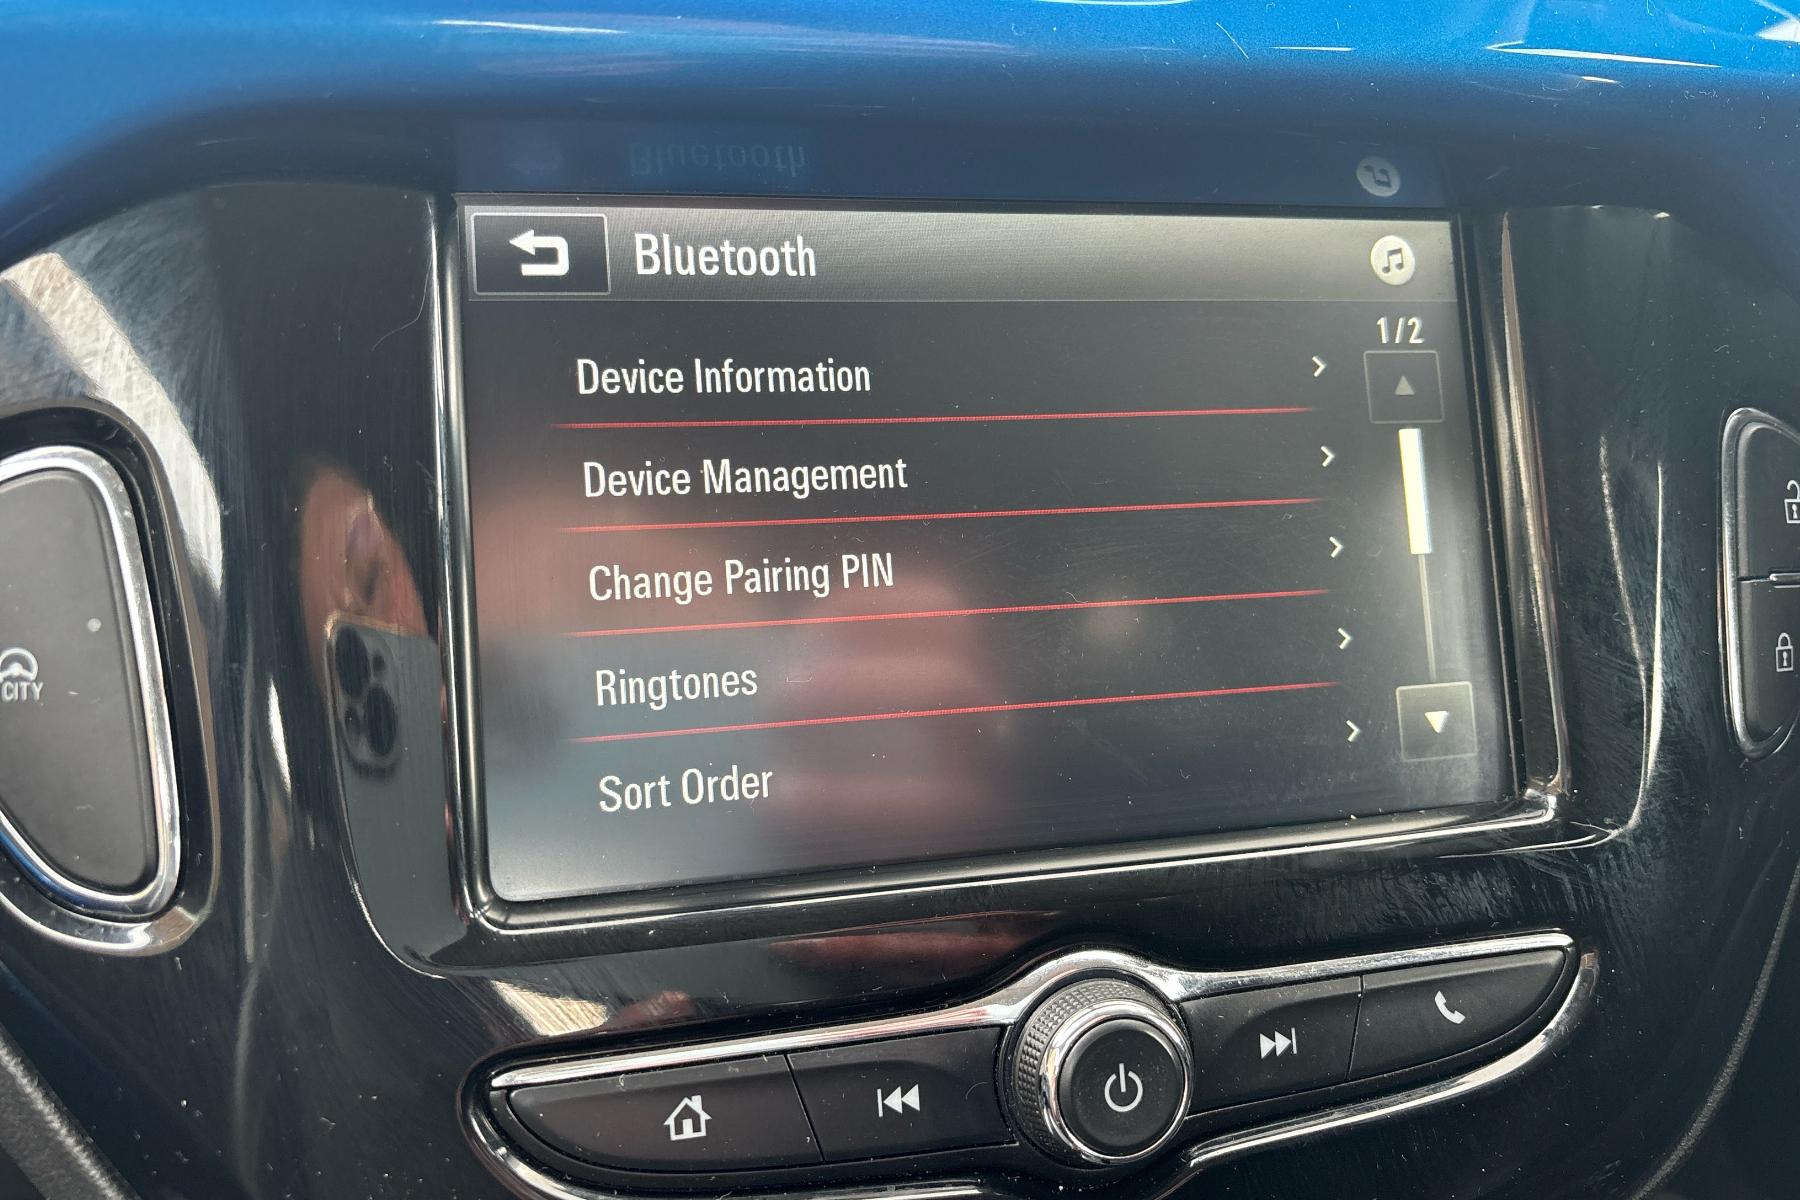 Bluetooth
1/2
Device Information
Device Management
Change Pairing PIN
Ringtones
Sort Order
CITY